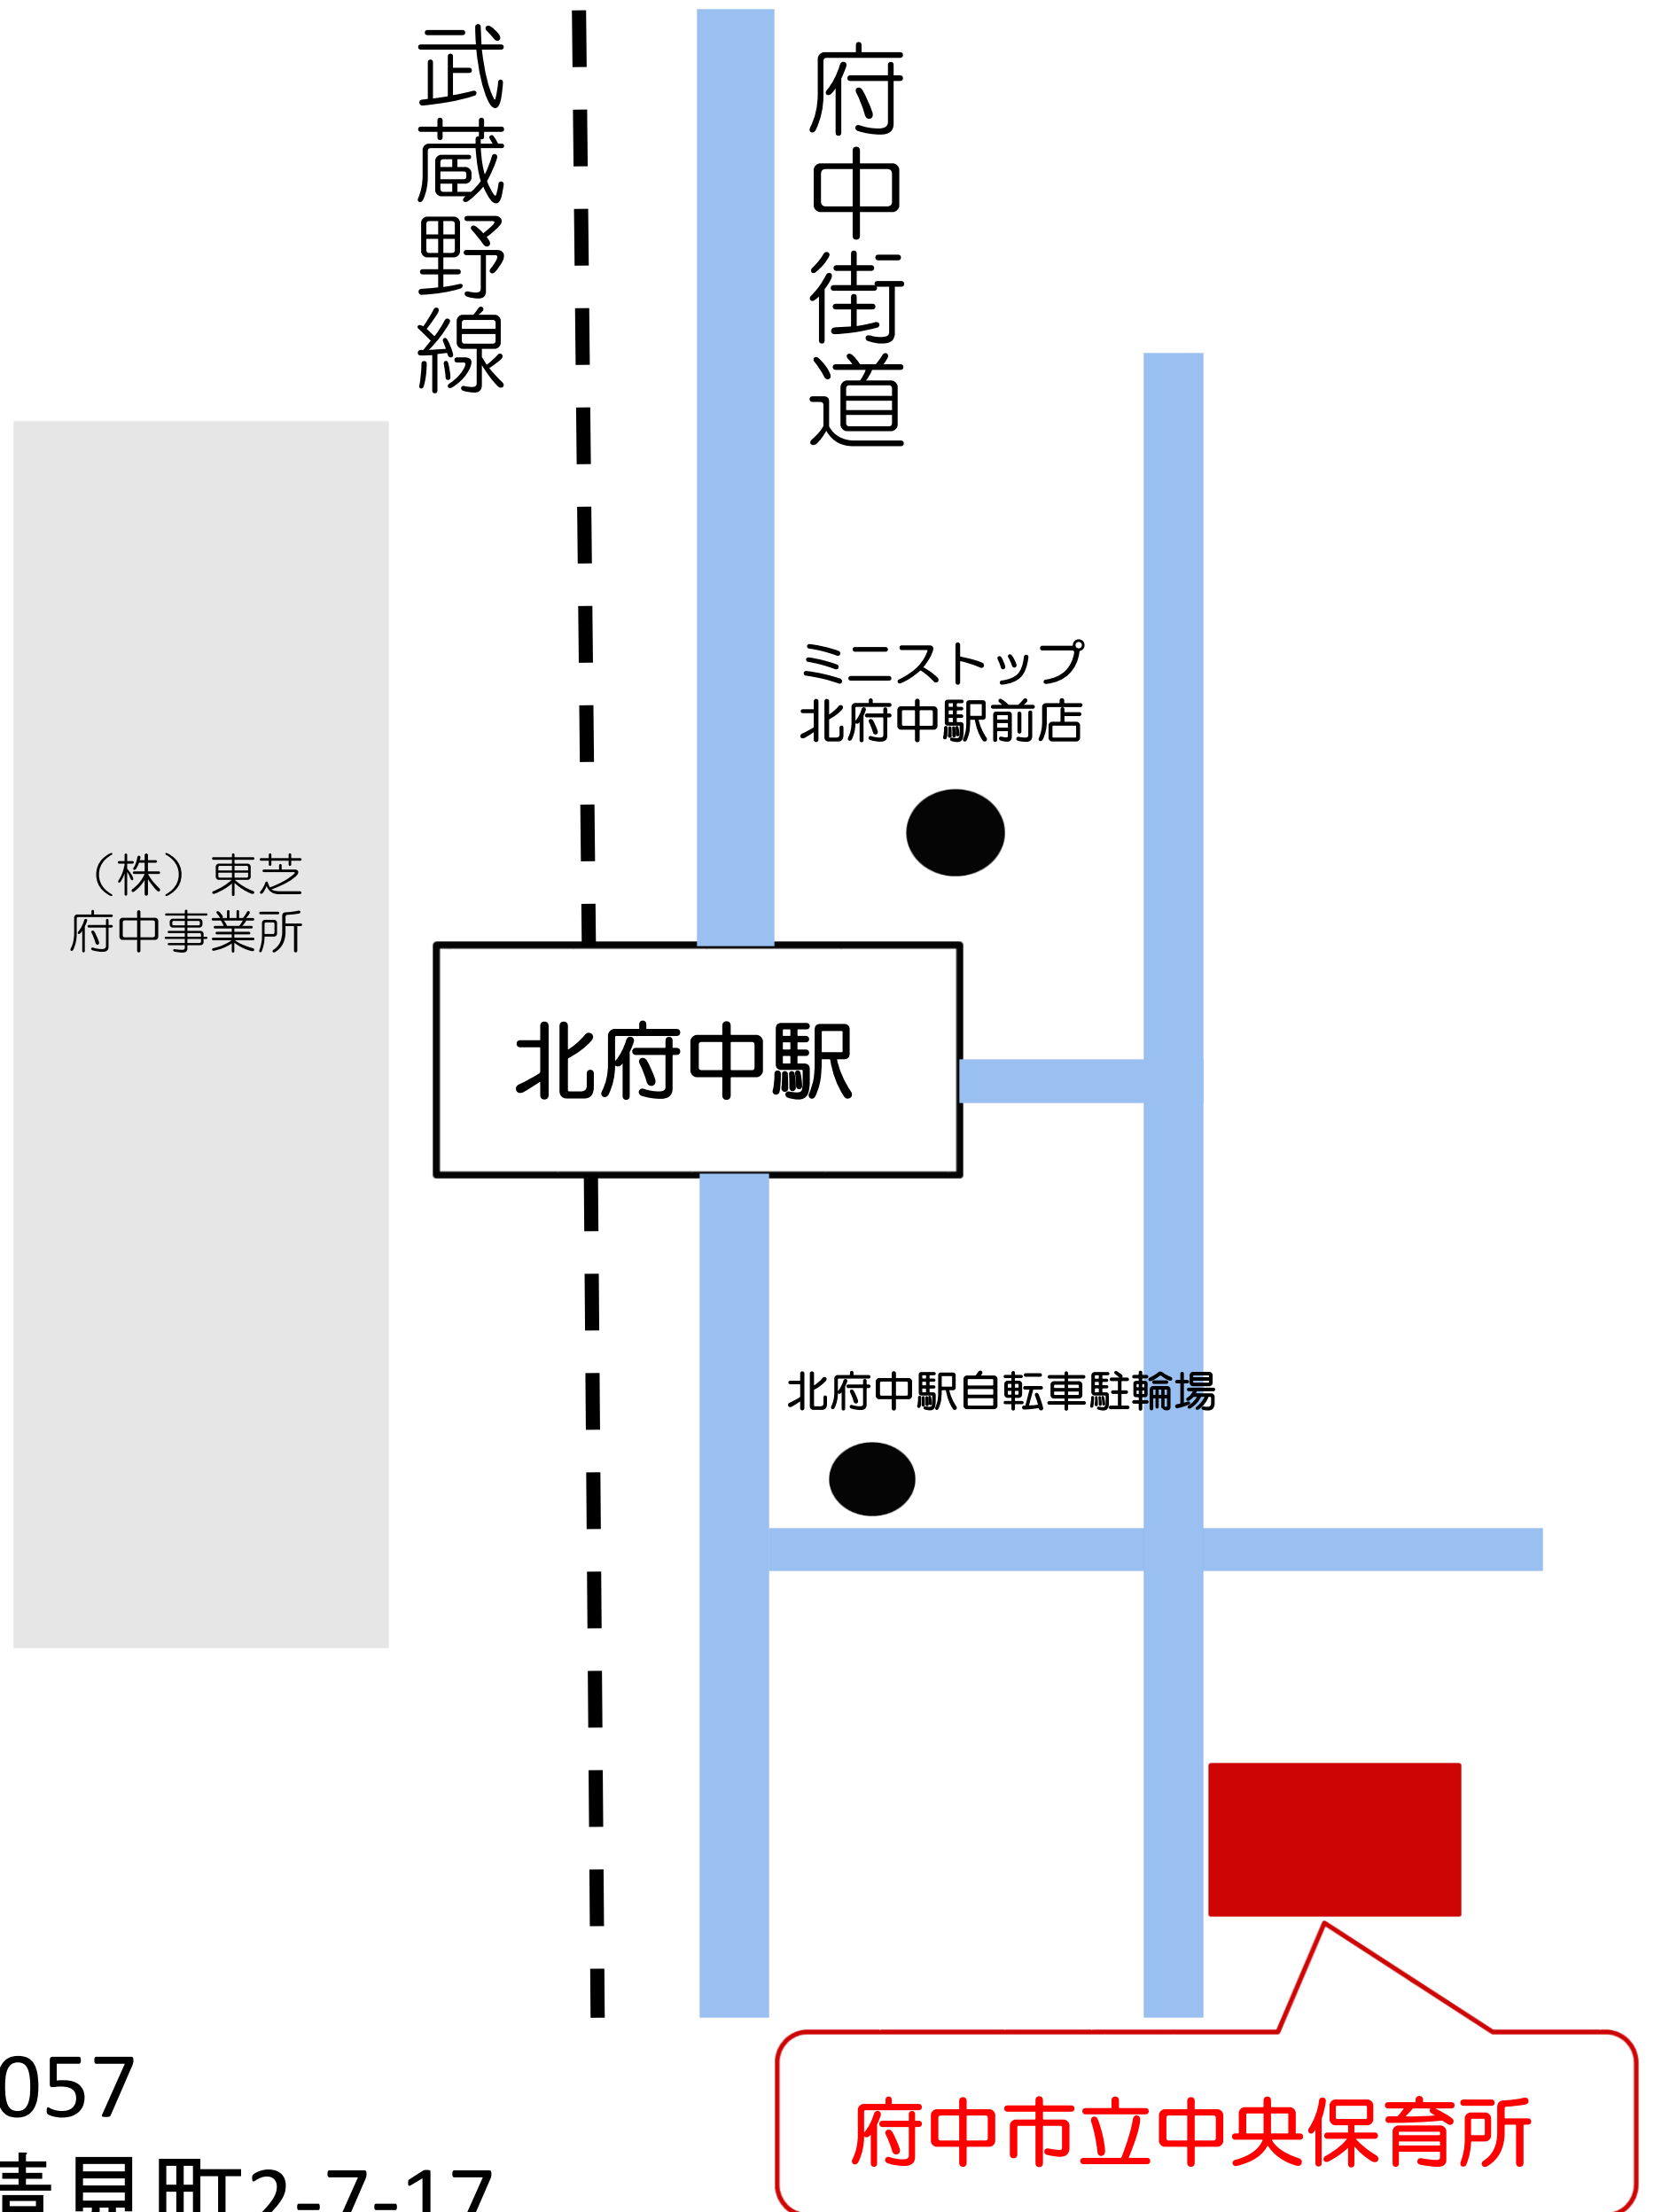 武蔵野線
府中街道
ミニストップ
北府中駅前店
（株）東芝
府中事業所
北府中駅
北府中駅自転車駐輪場
府中市立中央保育所
057
見町2-7-17